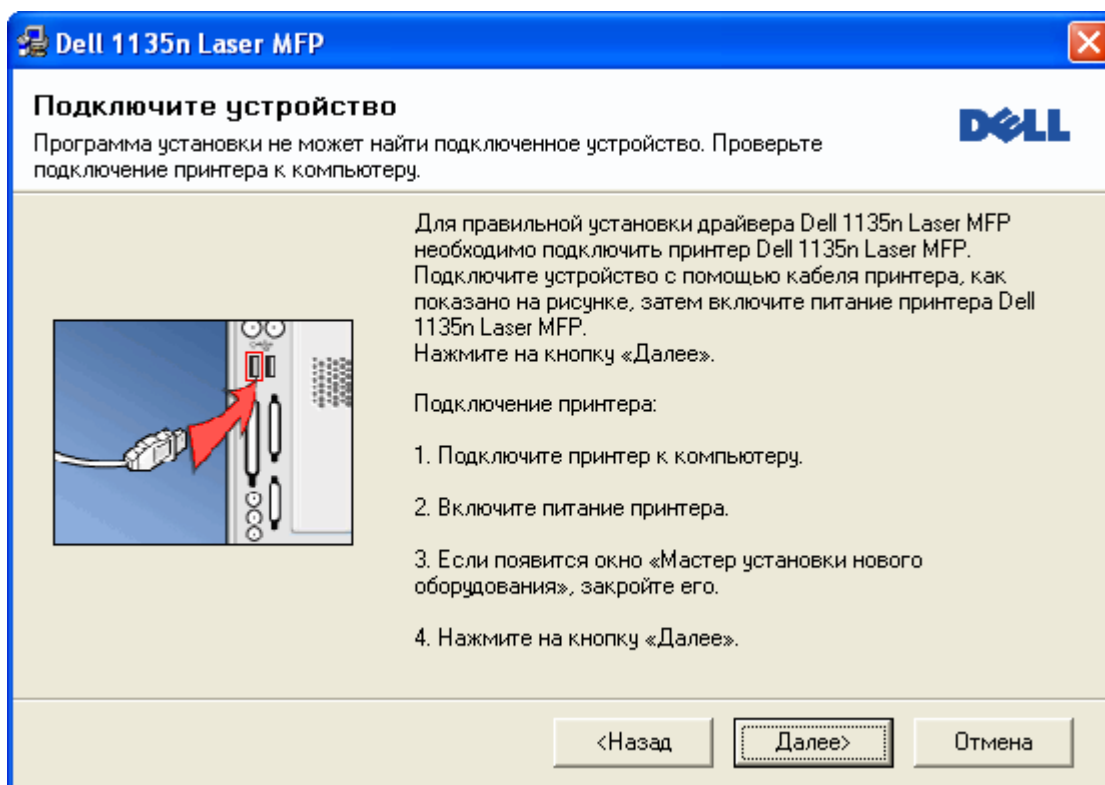 Dell 1135n Laser MFP
Подключите устройство
Программа установки не может найти подключенное устройство. Проверьте
подключение принтера к компьютеру.
DELL
Для правильной установки драйвера Dell 1135n Laser MFP
необходимо подключить принтер Dell 1135n Laser MFP.
Подключите устройство с помощью кабеля принтера, как
показано на рисунке, затем включите питание принтера Dell
1135n Laser MFP.
Нажмите на кнопку «Далее».
Подключение принтера:
1. Подключите принтер к компьютеру.
2. Включите питание принтера.
3. Если появится окно «Мастер установки нового
оборудования», закройте его.
4. Нажмите на кнопку «Далее».
<Назад
Далее>
Отмена